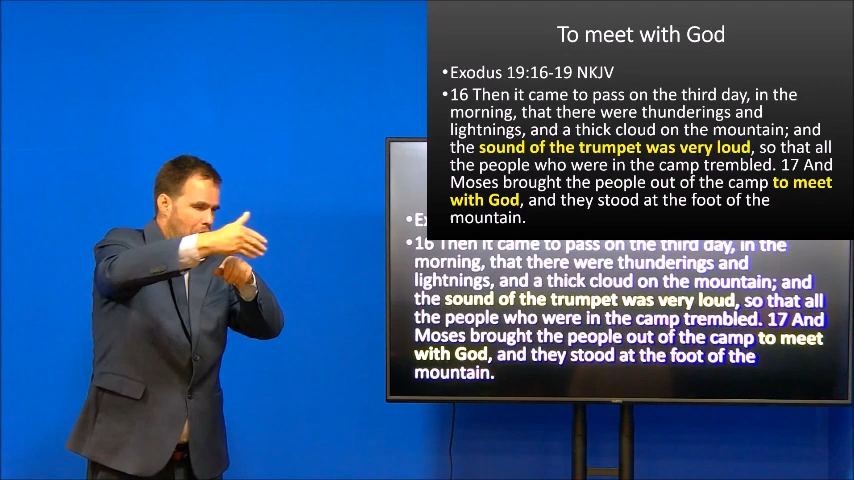 To meet with God
•Exodus 19:16-19 NKJV
•16 Then it came to pass on the third day, in the
morning, that there were thunderings and
lightnings, and a thick cloud on the mountain; and
the sound of the trumpet was very loud, so that all
the people who were in the camp trembled. 17 And
Moses brought the people out of the camp to meet
with God, and they stood at the foot of the
mountain.
•Ex
•16 Then it came to pass on the third day, in the
morning, that there were thunderings and
lightnings, and a thick cloud on the mountain; and
the sound of the trumpet was very loud, so that all
the people who were in the camp trembled. 17 And
Moses brought the people out of the camp to meet
with God, and they stood at the foot of the
mountain.